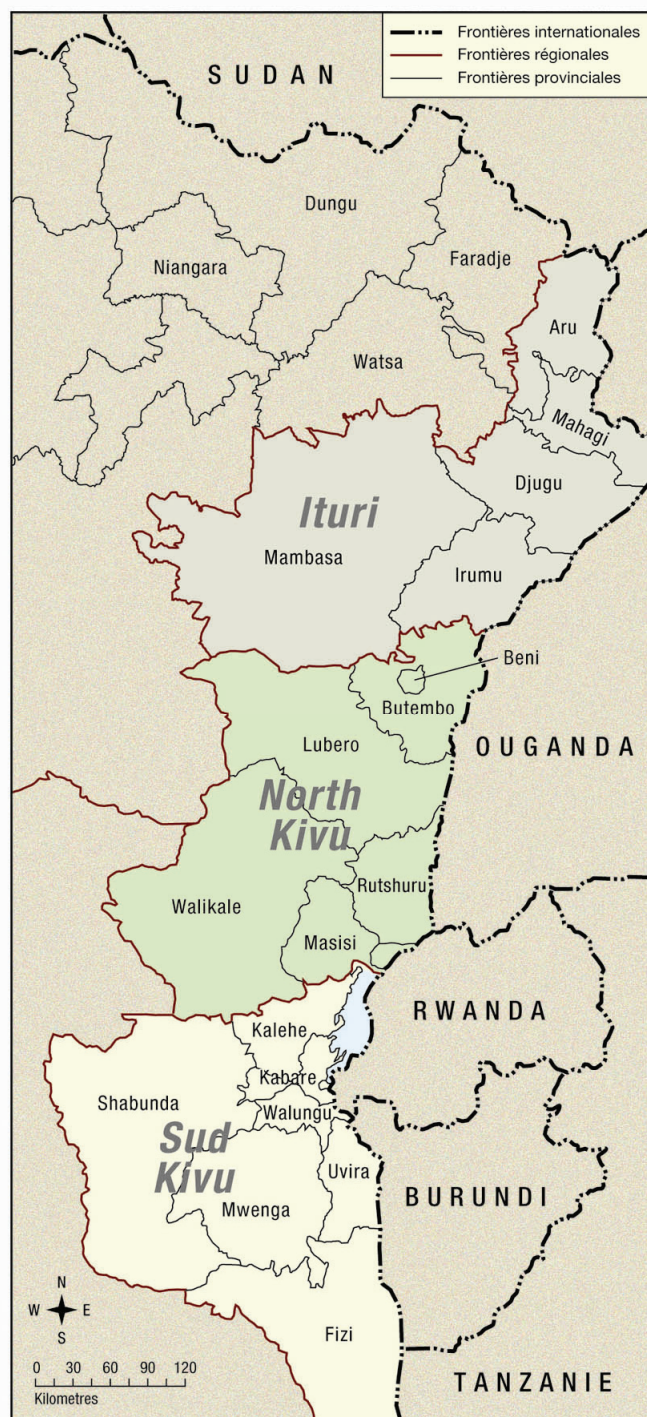 Frontières internationales
Frontières régionales
Frontières provinciales
SUDAN
Dungu
Niangara
Faradje
Aru
Watsa
Mahagi
Djugu
Ituri
Mambasa
Irumu
Beni
Butembo
Lubero
OUGANDA
North
Kivu
Rutshuru
Walikale
Masisi
RWANDA
Kalehe
Kabare
Shabunda
Walungu
Sud
Kivu
Uvira
BURUNDI
Mwenga
N
W E
S
Fizi
0 30 60 90 120
Kilometres
TANZANIE